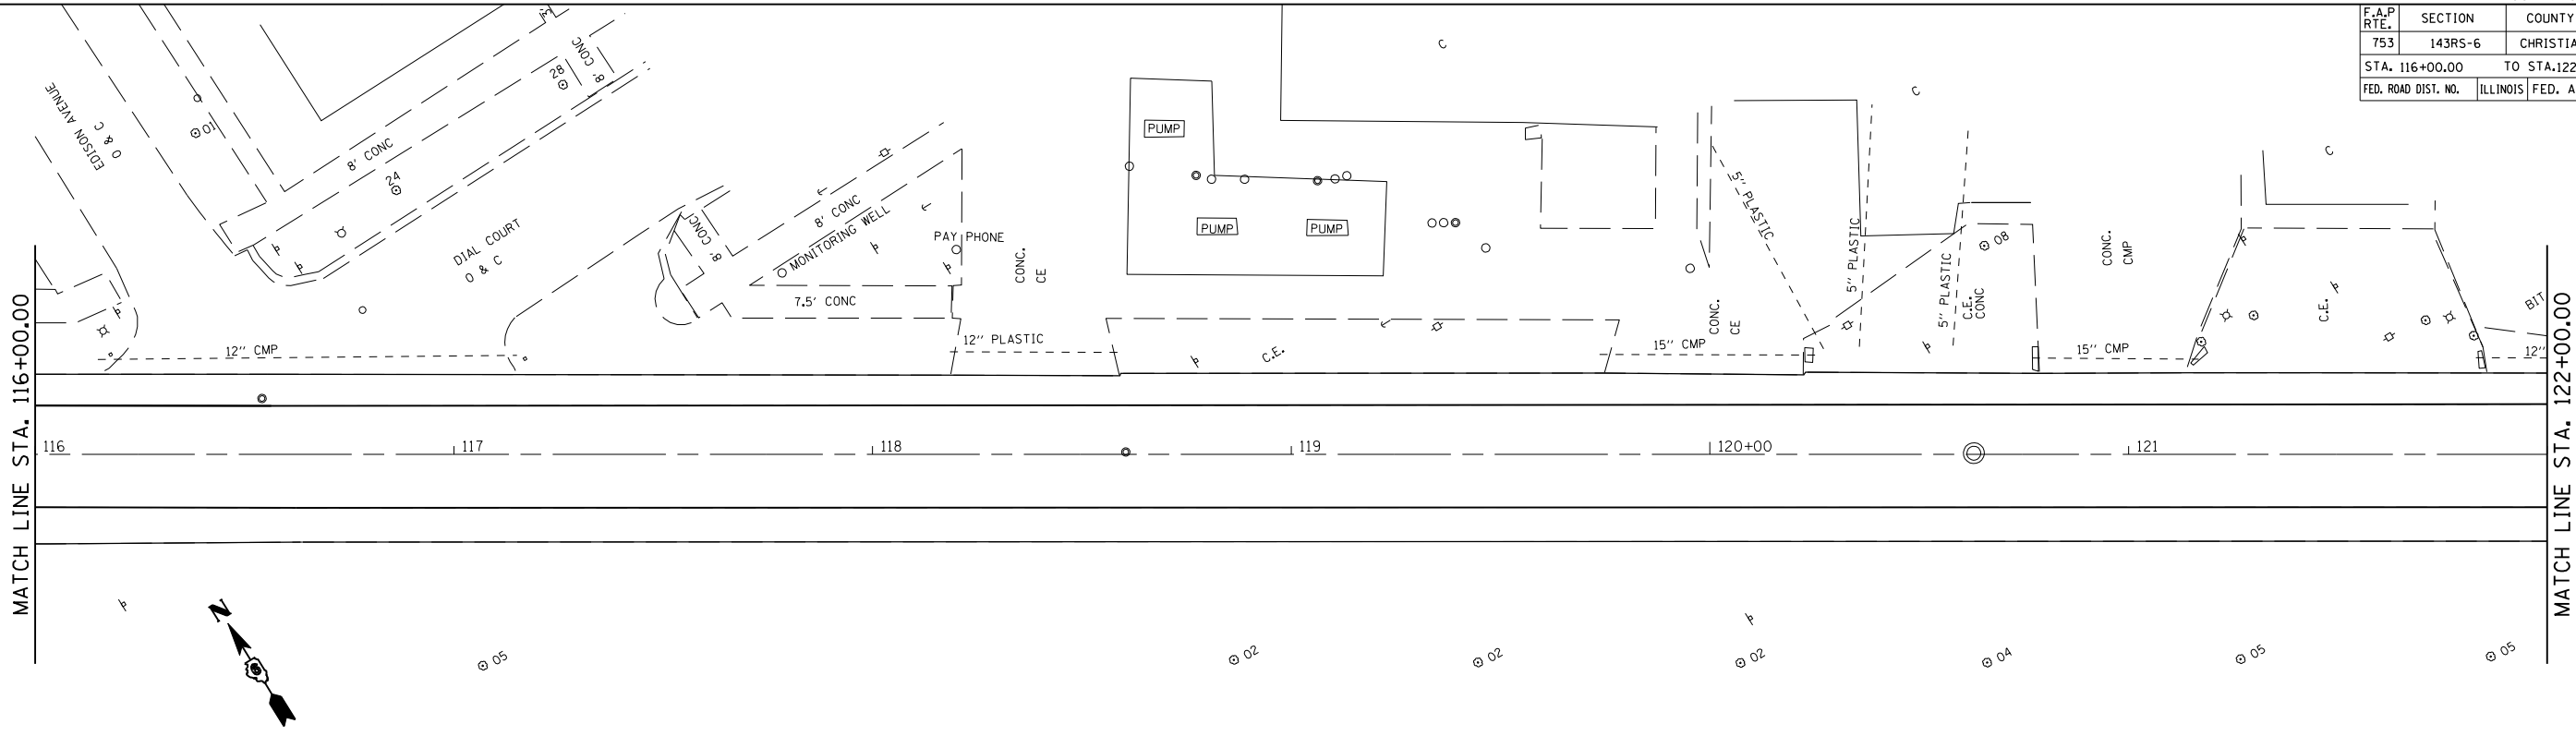 F.A.P RTE. SECTION COUNTY
753 143RS-6 CHRISTIA
STA. 116+00.00 TO STA.122
FED. ROAD DIST. NO. ILLINOIS FED. A
EDISON AVENUE
O & C
01
8' CONC
24
28
8' CONC
DIAL COURT
O & C
8' CONC
8' CONC
MONITORING WELL
PAY PHONE
7.5' CONC
CONC.
CE
PUMP
PUMP
PUMP
C
C
C
5" PLASTIC
5" PLASTIC
5" PLASTIC
08
C.E.
CONC
CONC.
CMP
CONC.
CE
C.E.
BIT
12" CMP
12" PLASTIC
C.E.
15" CMP
15" CMP
12"
MATCH LINE STA. 116+00.00
116
117
118
119
120+00
121
MATCH LINE STA. 122+00.00
N
05
02
02
02
04
05
05